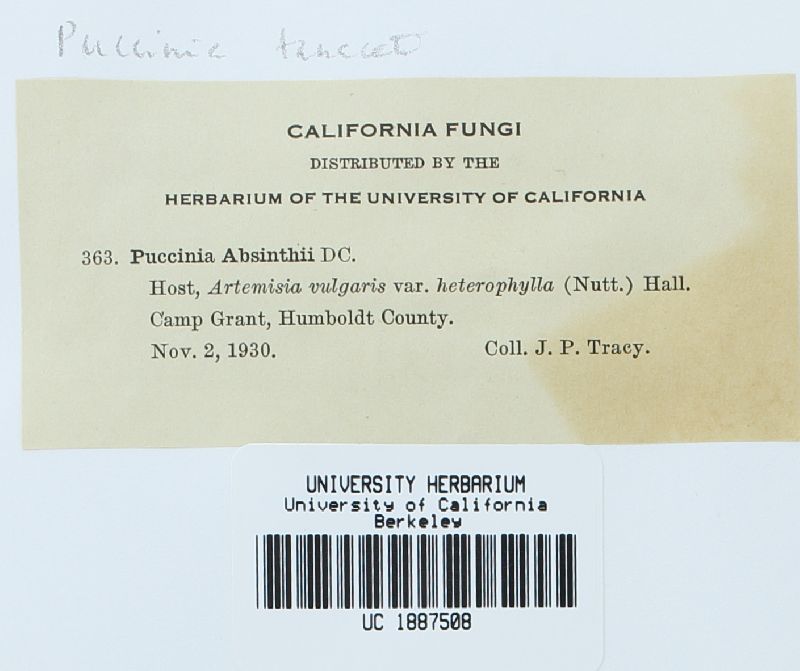 Puccinia tanacet
CALIFORNIA FUNGI
DISTRIBUTED BY THE
HERBARIUM OF THE UNIVERSITY OF CALIFORNIA
363. Puccinia Absinthii DC.
Host, Artemisia vulgaris var. heterophylla (Nutt.) Hall.
Camp Grant, Humboldt County.
Nov. 2, 1930. Coll. J. P. Tracy.
UNIVERSITY HERBARIUM
University of California
Berkeley
UC 1887508